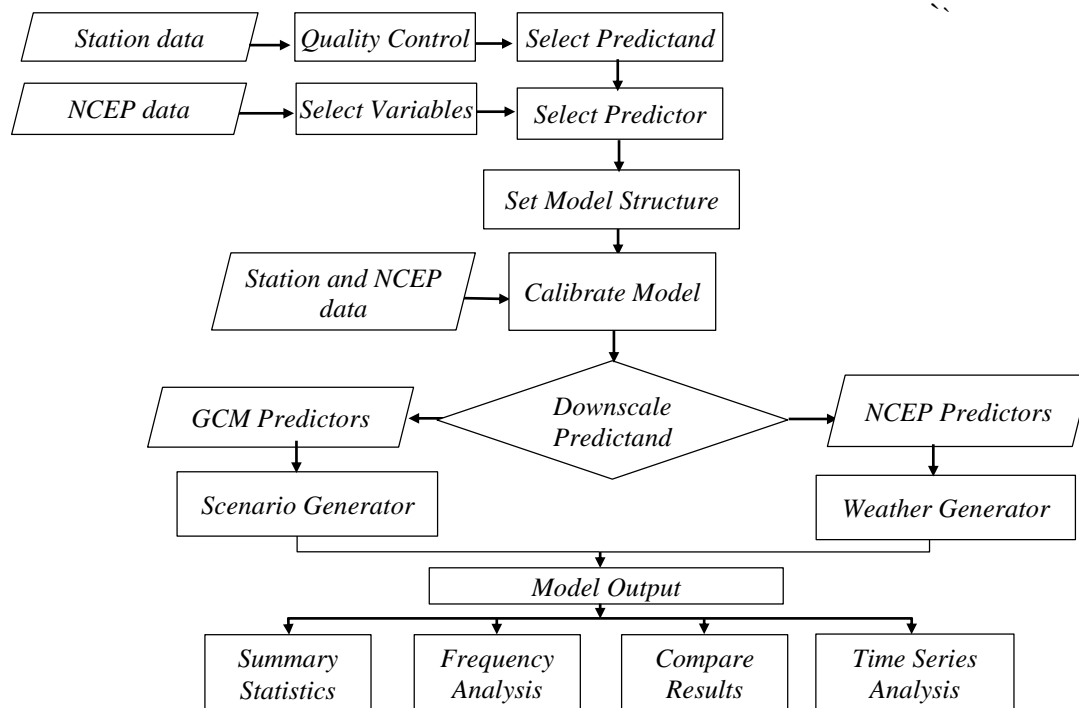 ``
Station data
Quality Control
Select Predictand
NCEP data
Select Variables
Select Predictor
Set Model Structure
Station and NCEP
data
Calibrate Model
Downscale
Predictand
GCM Predictors
NCEP Predictors
Scenario Generator
Weather Generator
Model Output
Summary
Statistics
Frequency
Analysis
Compare
Results
Time Series
Analysis